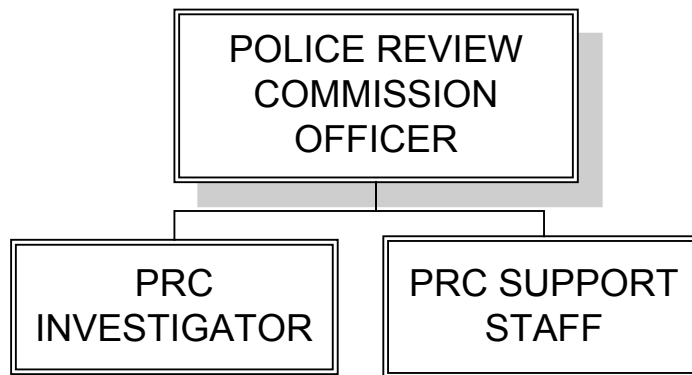 POLICE REVIEW
COMMISSION
OFFICER
PRC
INVESTIGATOR
PRC SUPPORT
STAFF